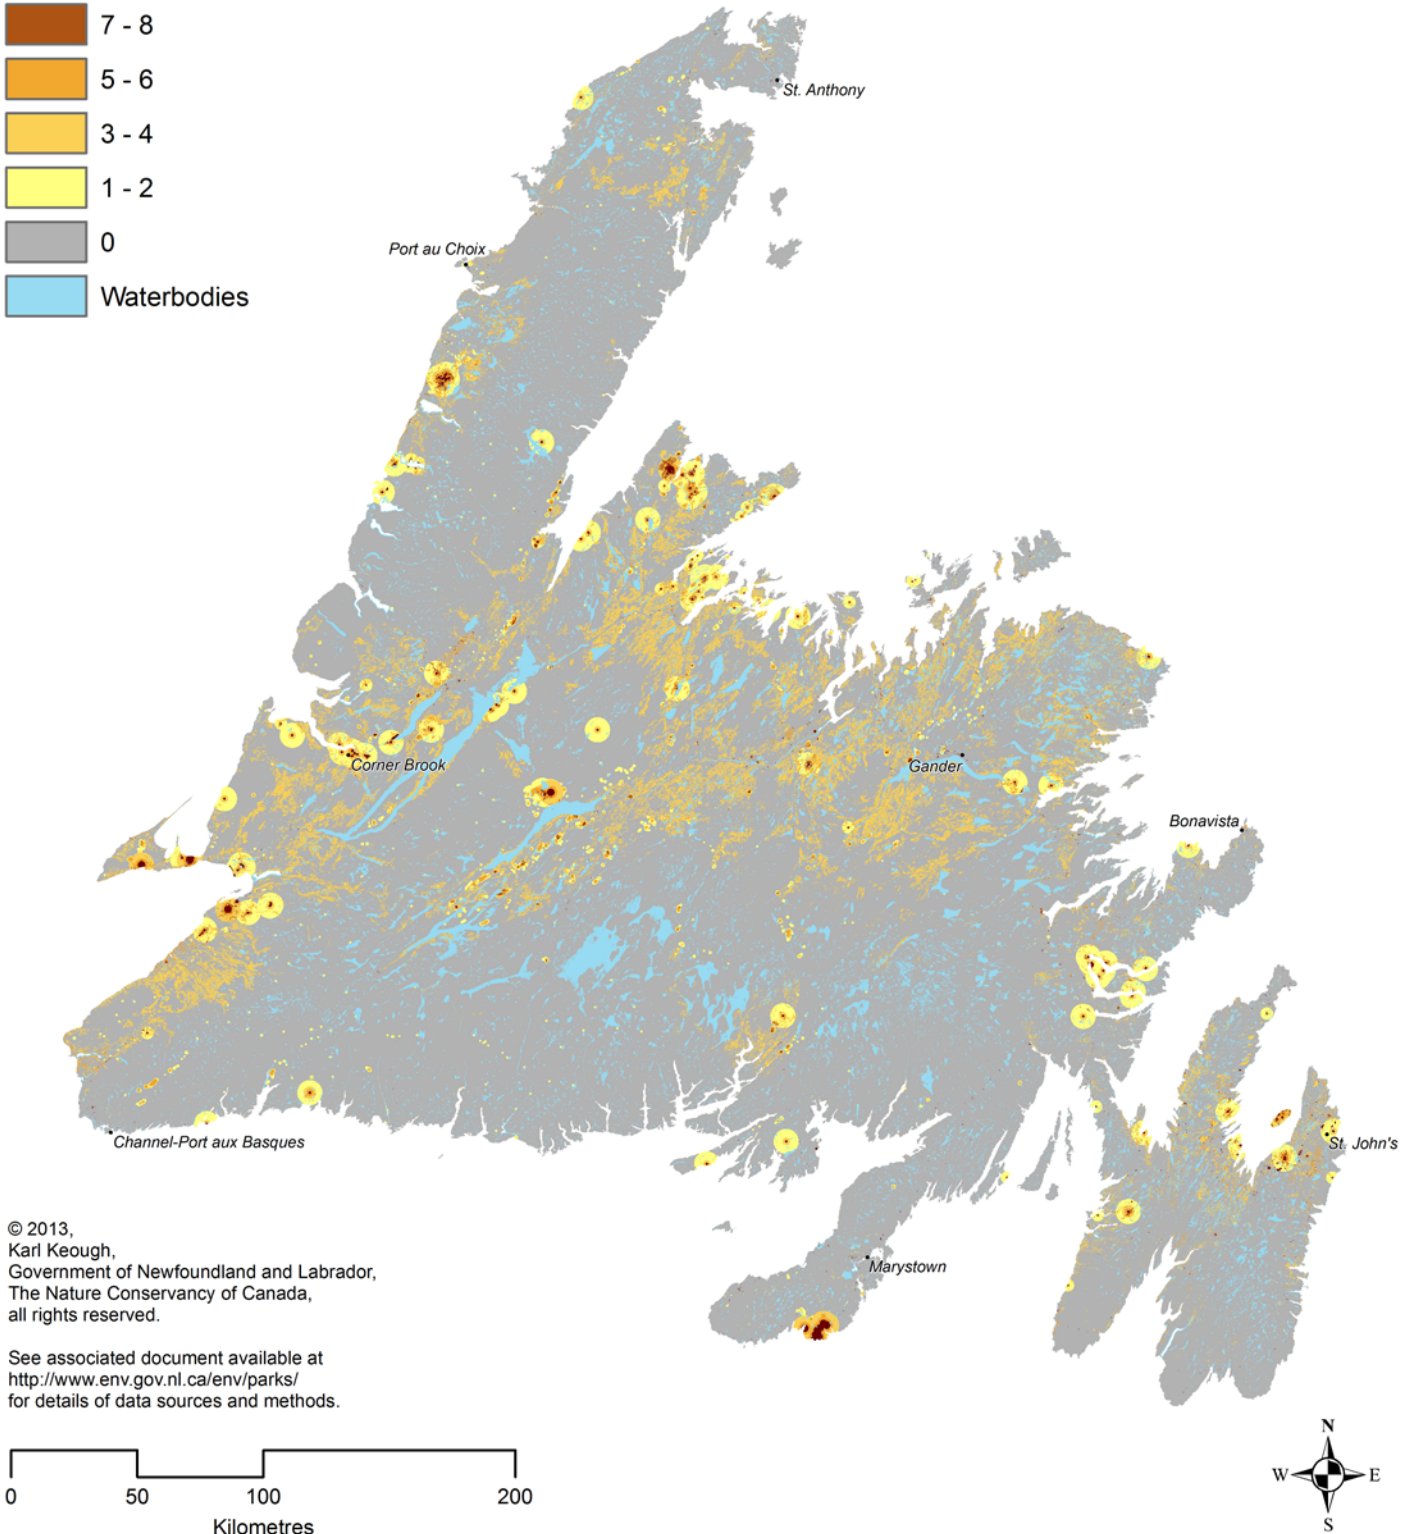 7 - 8
5 - 6
3 - 4
1 - 2
0
Waterbodies
St. Anthony
Port au Choix
Corner Brook
Gander
Bonavista
Channel-Port aux Basques
St. John's
Marystown
© 2013,
Karl Keough,
Government of Newfoundland and Labrador,
The Nature Conservancy of Canada,
all rights reserved.
See associated document available at
http://www.env.gov.nl.ca/env/parks/
for details of data sources and methods.
0 50 100 200
Kilometres
N
W E
S